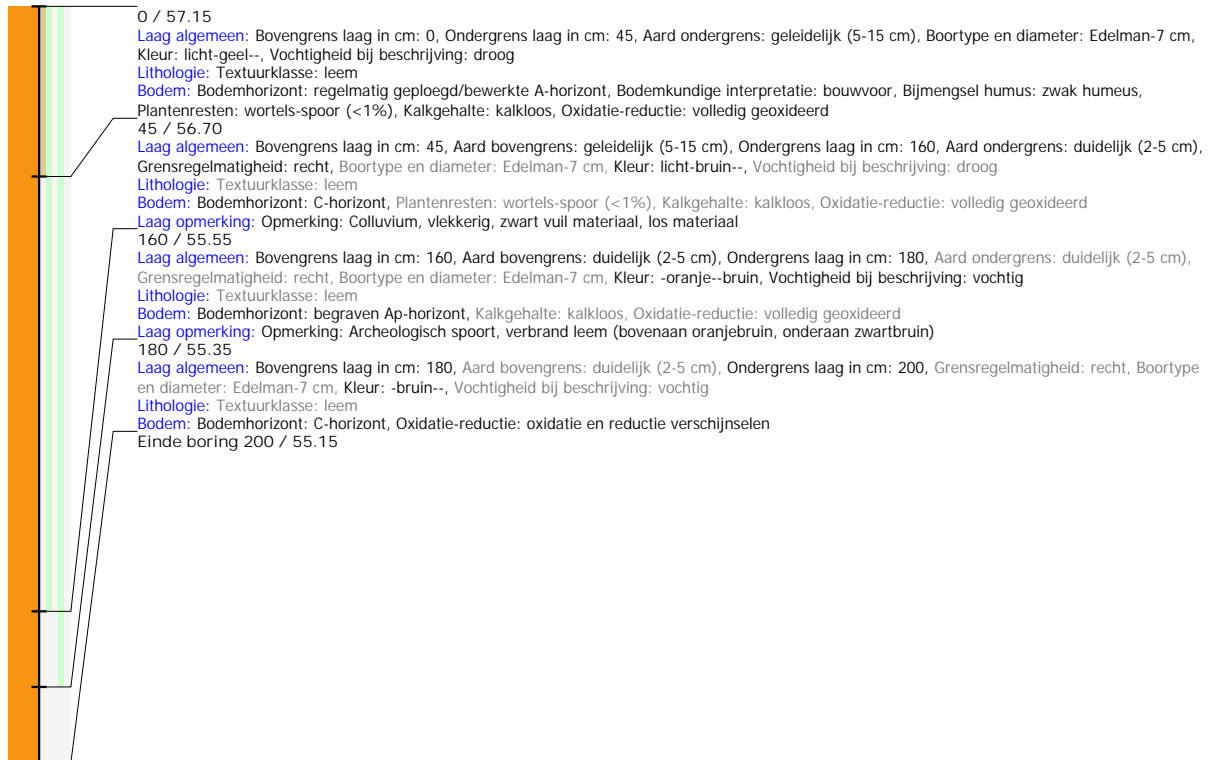 0 / 57.15
Laag algemeen: Bovengrens laag in cm: 0, Ondergrens laag in cm: 45, Aard ondergrens: geleidelijk (5-15 cm), Boortype en diameter: Edelman-7 cm,
Kleur: licht-geel--, Vochtigheid bij beschrijving: droog
Lithologie: Textuurklasse: leem
Bodem: Bodemhorizont: regelmatig geploegd/bewerkte A-horizont, Bodemkundige interpretatie: bouwvoor, Bijmengsel humus: zwak humeus,
Plantenresten: wortels-spoor (<1%), Kalkgehalte: kalkloos, Oxidatie-reductie: volledig geoxideerd
45 / 56.70
Laag algemeen: Bovengrens laag in cm: 45, Aard bovengrens: geleidelijk (5-15 cm), Ondergrens laag in cm: 160, Aard ondergrens: duidelijk (2-5 cm),
Grensregelmatigheid: recht, Boortype en diameter: Edelman-7 cm, Kleur: licht-bruin--, Vochtigheid bij beschrijving: droog
Lithologie: Textuurklasse: leem
Bodem: Bodemhorizont: C-horizont, Plantenresten: wortels-spoor (<1%), Kalkgehalte: kalkloos, Oxidatie-reductie: volledig geoxideerd
Laag opmerking: Opmerking: Colluvium, vlekkerig, zwart vuil materiaal, los materiaal
160 / 55.55
Laag algemeen: Bovengrens laag in cm: 160, Aard bovengrens: duidelijk (2-5 cm), Ondergrens laag in cm: 180, Aard ondergrens: duidelijk (2-5 cm),
Grensregelmatigheid: recht, Boortype en diameter: Edelman-7 cm, Kleur: -oranje--bruin, Vochtigheid bij beschrijving: vochtig
Lithologie: Textuurklasse: leem
Bodem: Bodemhorizont: begraven Ap-horizont, Kalkgehalte: kalkloos, Oxidatie-reductie: volledig geoxideerd
Laag opmerking: Opmerking: Archeologisch spoort, verbrand leem (bovenaan oranjebruin, onderaan zwartbruin)
180 / 55.35
Laag algemeen: Bovengrens laag in cm: 180, Aard bovengrens: duidelijk (2-5 cm), Ondergrens laag in cm: 200, Grensregelmatigheid: recht, Boortype
en diameter: Edelman-7 cm, Kleur: -bruin--, Vochtigheid bij beschrijving: vochtig
Lithologie: Textuurklasse: leem
Bodem: Bodemhorizont: C-horizont, Oxidatie-reductie: oxidatie en reductie verschijnselen
Einde boring 200 / 55.15